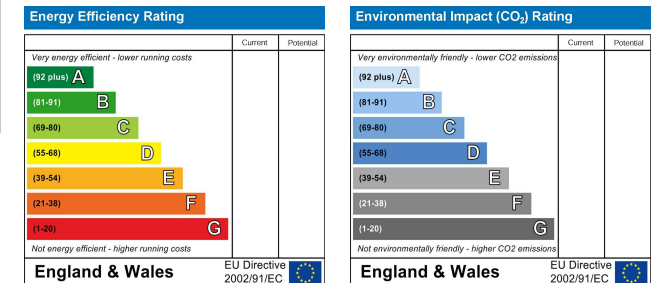 Energy Efficiency Rating
Current Potential
Very energy efficient - lower running costs
(92 plus) A
(81-91) B
(69-80) C
(55-68) D
(39-54) E
(21-38) F
(1-20) G
Not energy efficient - higher running costs
England & Wales
EU Directive
2002/91/EC
Environmental Impact (CO₂) Rating
Current Potential
Very environmentally friendly - lower CO2 emissions
(92 plus) A
(81-91) B
(69-80) C
(55-68) D
(39-54) E
(21-38) F
(1-20) G
Not environmentally friendly - higher CO2 emissions
England & Wales
EU Directive
2002/91/EC